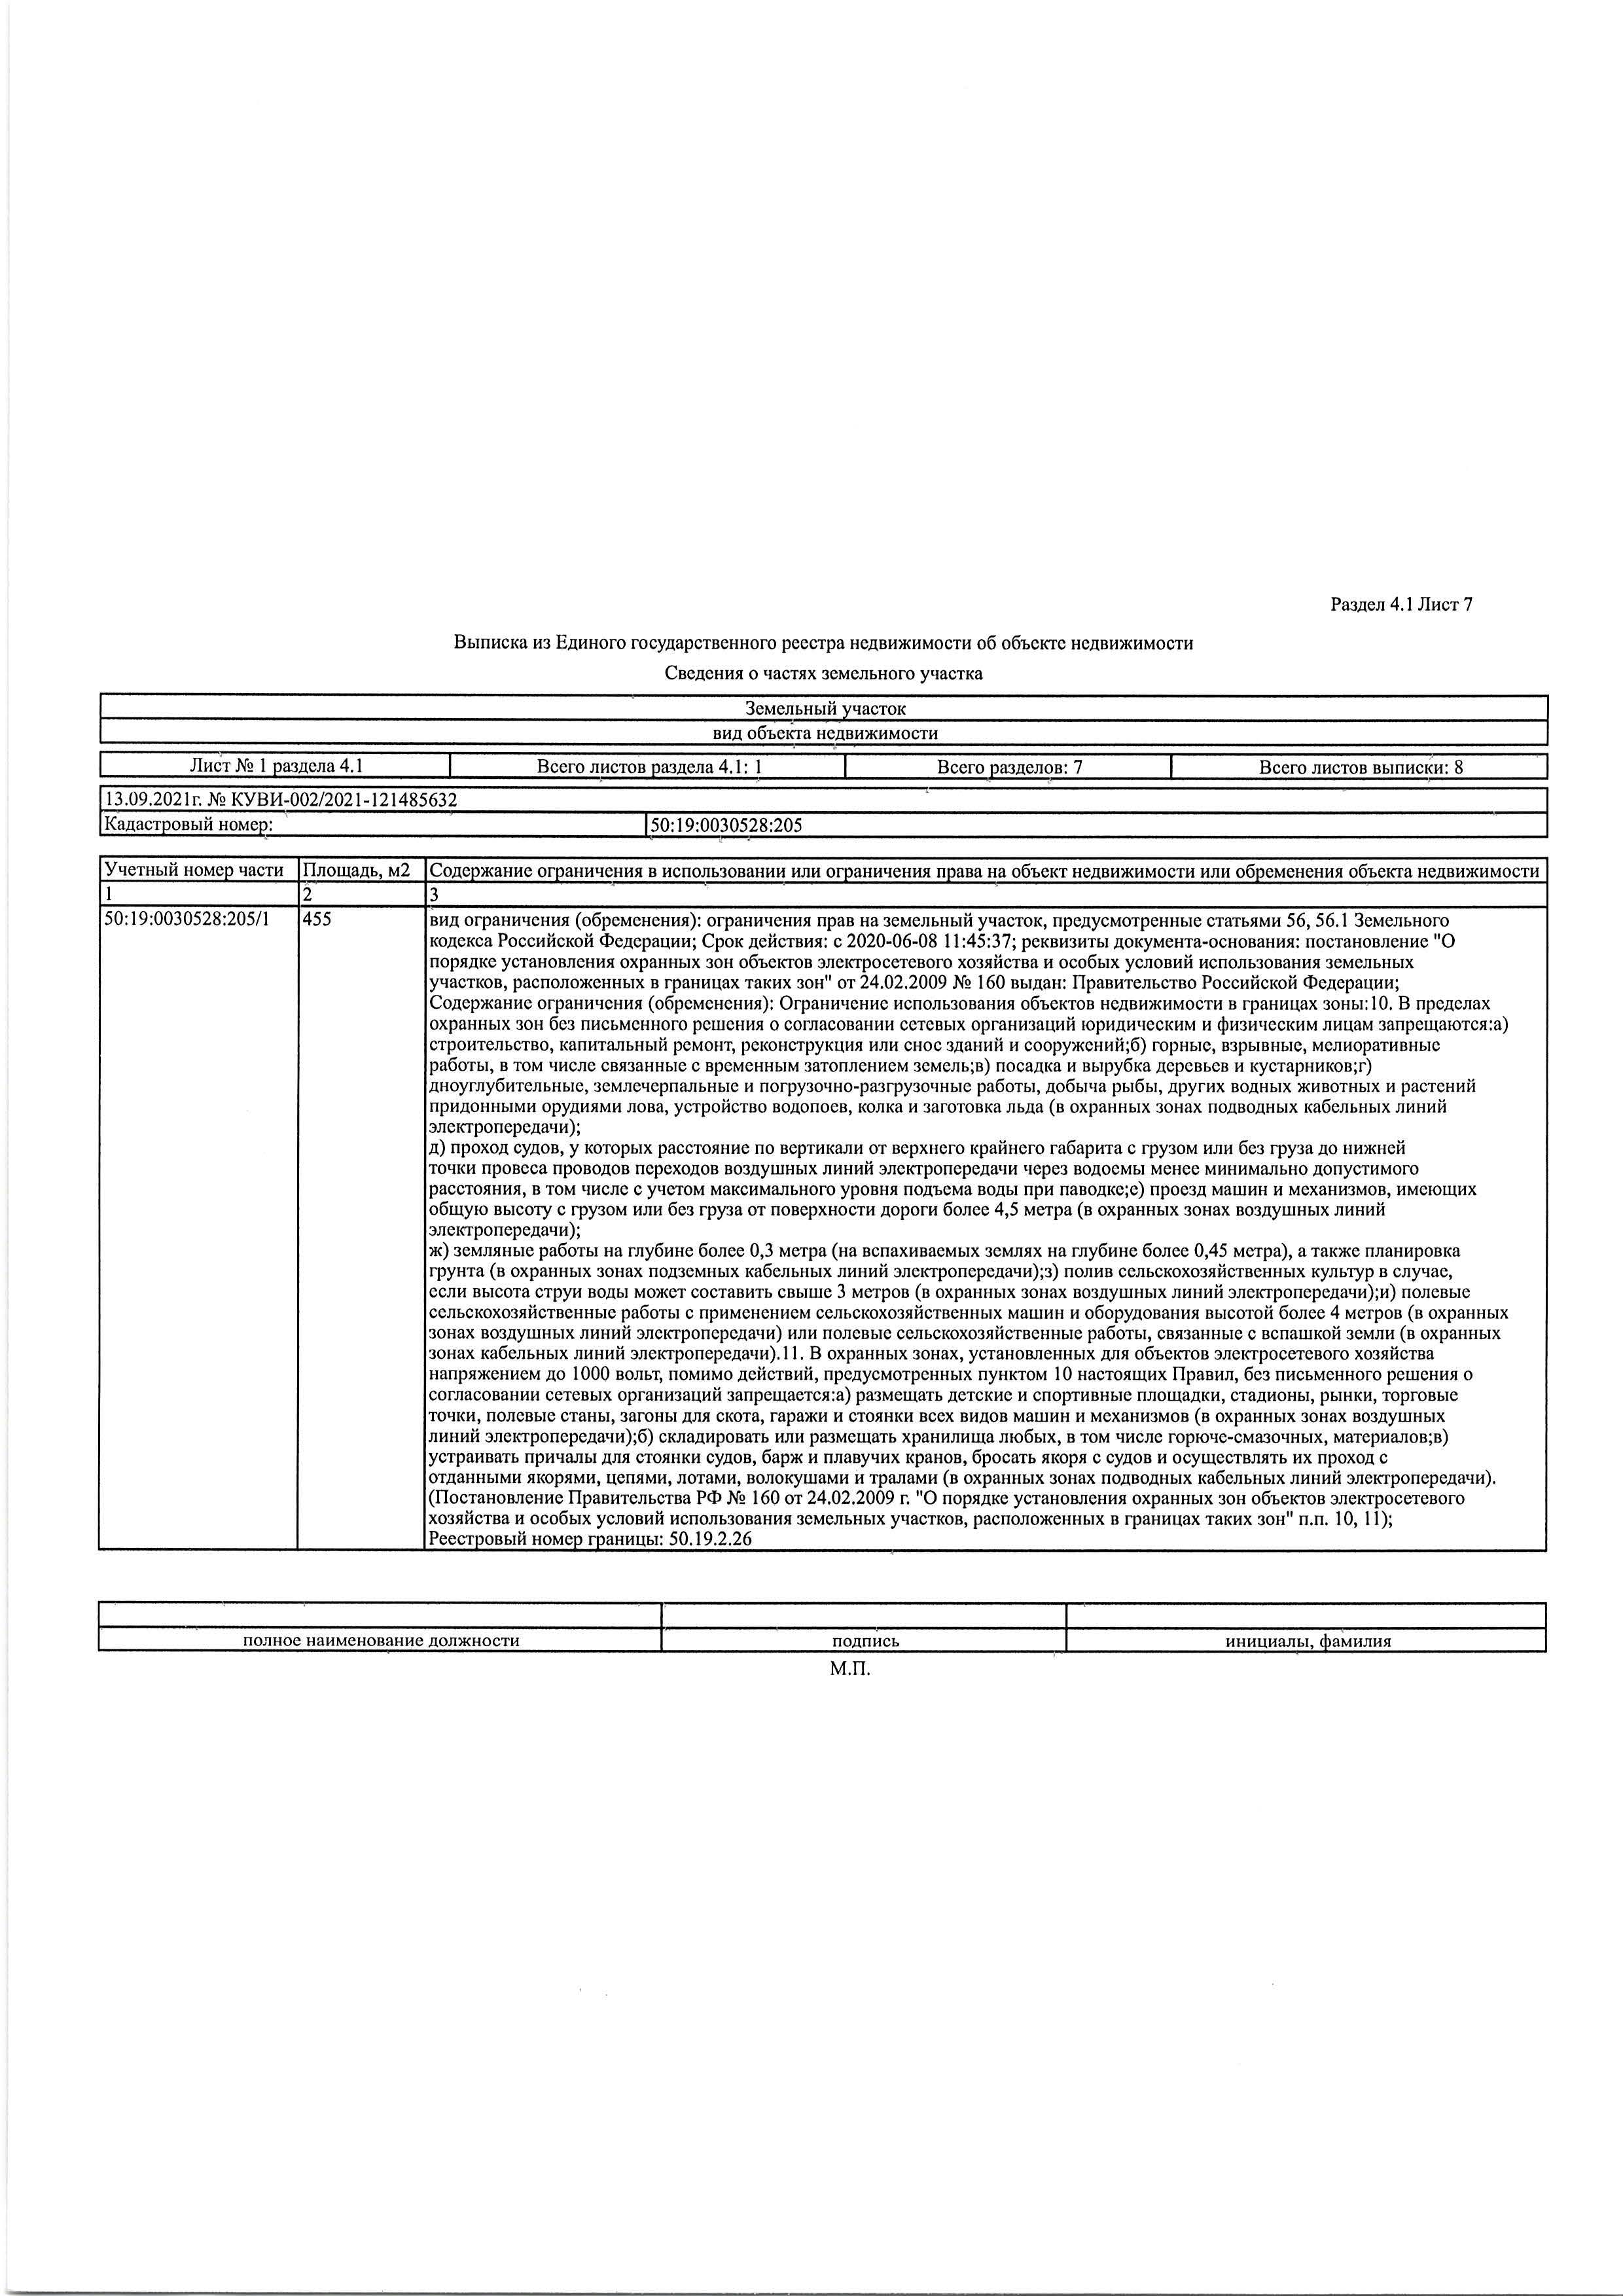 Раздел 4.1 Лист 7
Выписка из Единого государственного реестра недвижимости об объекте недвижимости
Сведения о частях земельного участка
Земельный участок
вид объекта недвижимости
Лист № 1 раздела 4.1 Всего листов раздела 4.1: 1 Всего разделов: 7 Всего листов выписки: 8
13.09.2021г. № КУВИ-002/2021-121485632
Кадастровый номер: 50:19:0030528:205
Учетный номер части Площадь, м2 Содержание ограничения в использовании или ограничения права на объект недвижимости или обременения объекта недвижимости
1 2 3
50:19:0030528:205/1 455 вид ограничения (обременения): ограничения прав на земельный участок, предусмотренные статьями 56, 56.1 Земельного
кодекса Российской Федерации; Срок действия: с 2020-06-08 11:45:37; реквизиты документа-основания: постановление "О
порядке установления охранных зон объектов электросетевого хозяйства и особых условий использования земельных
участков, расположенных в границах таких зон" от 24.02.2009 № 160 выдан: Правительство Российской Федерации;
Содержание ограничения (обременения): Ограничение использования объектов недвижимости в границах зоны:10. В пределах
охранных зон без письменного решения о согласовании сетевых организаций юридическим и физическим лицам запрещаются:а)
строительство, капитальный ремонт, реконструкция или снос зданий и сооружений;б) горные, взрывные, мелиоративные
работы, в том числе связанные с временным затоплением земель;в) посадка и вырубка деревьев и кустарников;г)
дноуглубительные, землечерпальные и погрузочно-разгрузочные работы, добыча рыбы, других водных животных и растений
придонными орудиями лова, устройство водопоев, колка и заготовка льда (в охранных зонах подводных кабельных линий
электропередачи);
д) проход судов, у которых расстояние по вертикали от верхнего крайнего габарита с грузом или без груза до нижней
точки провеса проводов переходов воздушных линий электропередачи через водоемы менее минимально допустимого
расстояния, в том числе с учетом максимального уровня подъема воды при паводке;е) проезд машин и механизмов, имеющих
общую высоту с грузом или без груза от поверхности дороги более 4,5 метра (в охранных зонах воздушных линий
электропередачи);
ж) земляные работы на глубине более 0,3 метра (на вспахиваемых землях на глубине более 0,45 метра), а также планировка
грунта (в охранных зонах подземных кабельных линий электропередачи);з) полив сельскохозяйственных культур в случае,
если высота струи воды может составить свыше 3 метров (в охранных зонах воздушных линий электропередачи);и) полевые
сельскохозяйственные работы с применением сельскохозяйственных машин и оборудования высотой более 4 метров (в охранных
зонах воздушных линий электропередачи) или полевые сельскохозяйственные работы, связанные с вспашкой земли (в охранных
зонах кабельных линий электропередачи).11. В охранных зонах, установленных для объектов электросетевого хозяйства
напряжением до 1000 вольт, помимо действий, предусмотренных пунктом 10 настоящих Правил, без письменного решения о
согласовании сетевых организаций запрещается:а) размещать детские и спортивные площадки, стадионы, рынки, торговые
точки, полевые станы, загоны для скота, гаражи и стоянки всех видов машин и механизмов (в охранных зонах воздушных
линий электропередачи);б) складировать или размещать хранилища любых, в том числе горюче-смазочных, материалов;в)
устраивать причалы для стоянки судов, барж и плавучих кранов, бросать якоря с судов и осуществлять их проход с
отданными якорями, цепями, лотами, волокушами и тралами (в охранных зонах подводных кабельных линий электропередачи).
(Постановление Правительства РФ № 160 от 24.02.2009 г. "О порядке установления охранных зон объектов электросетевого
хозяйства и особых условий использования земельных участков, расположенных в границах таких зон" п.п. 10, 11);
Реестровый номер границы: 50.19.2.26
полное наименование должности подпись инициалы, фамилия
М.П.